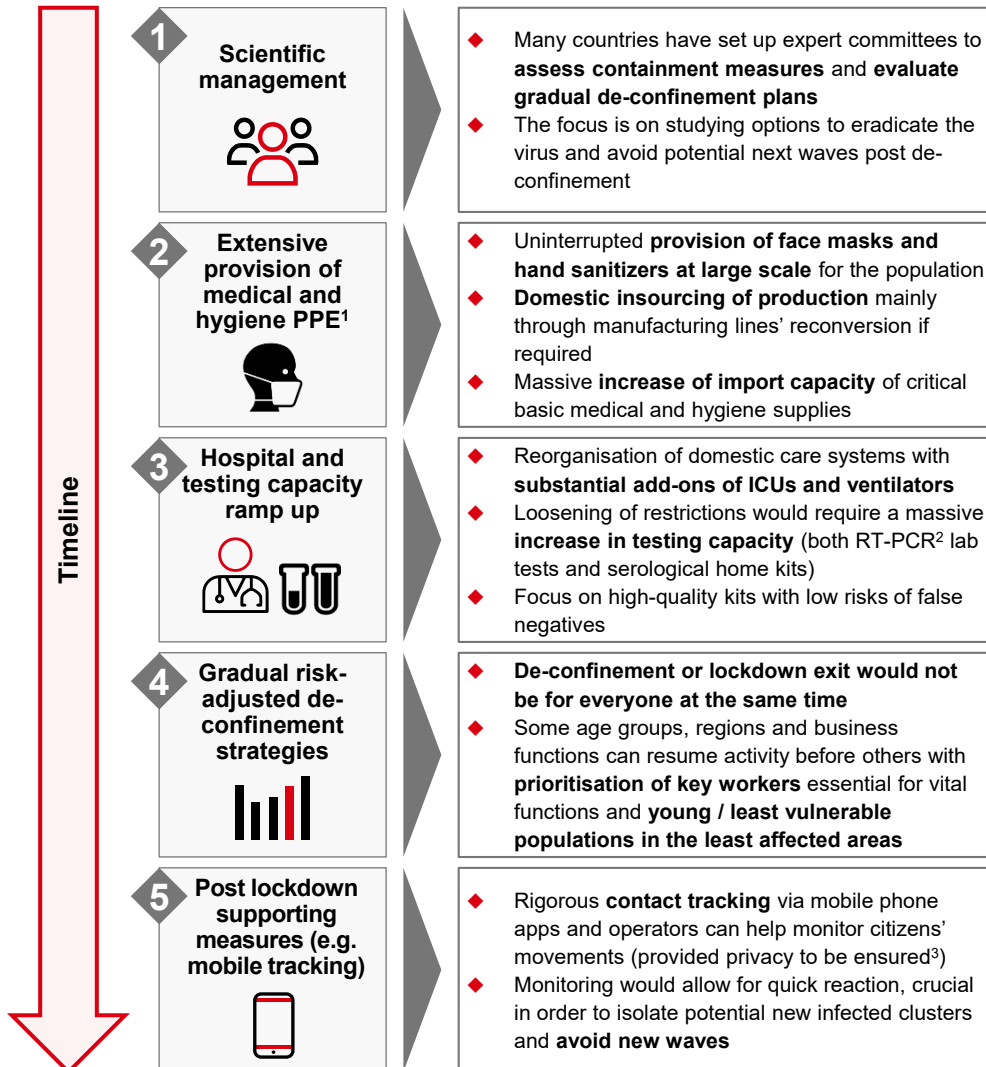 Timeline
1
Scientific
management
◆ Many countries have set up expert committees to
assess containment measures and evaluate
gradual de-confinement plans
◆ The focus is on studying options to eradicate the
virus and avoid potential next waves post de-
confinement
2
Extensive
provision of
medical and
hygiene PPE¹
◆ Uninterrupted provision of face masks and
hand sanitizers at large scale for the population
◆ Domestic insourcing of production mainly
through manufacturing lines’ reconversion if
required
◆ Massive increase of import capacity of critical
basic medical and hygiene supplies
3
Hospital and
testing capacity
ramp up
◆ Reorganisation of domestic care systems with
substantial add-ons of ICUs and ventilators
◆ Loosening of restrictions would require a massive
increase in testing capacity (both RT-PCR² lab
tests and serological home kits)
◆ Focus on high-quality kits with low risks of false
negatives
4
Gradual risk-
adjusted de-
confinement
strategies
◆ De-confinement or lockdown exit would not
be for everyone at the same time
◆ Some age groups, regions and business
functions can resume activity before others with
prioritisation of key workers essential for vital
functions and young / least vulnerable
populations in the least affected areas
5
Post lockdown
supporting
measures (e.g.
mobile tracking)
◆ Rigorous contact tracking via mobile phone
apps and operators can help monitor citizens’
movements (provided privacy to be ensured³)
◆ Monitoring would allow for quick reaction, crucial
in order to isolate potential new infected clusters
and avoid new waves